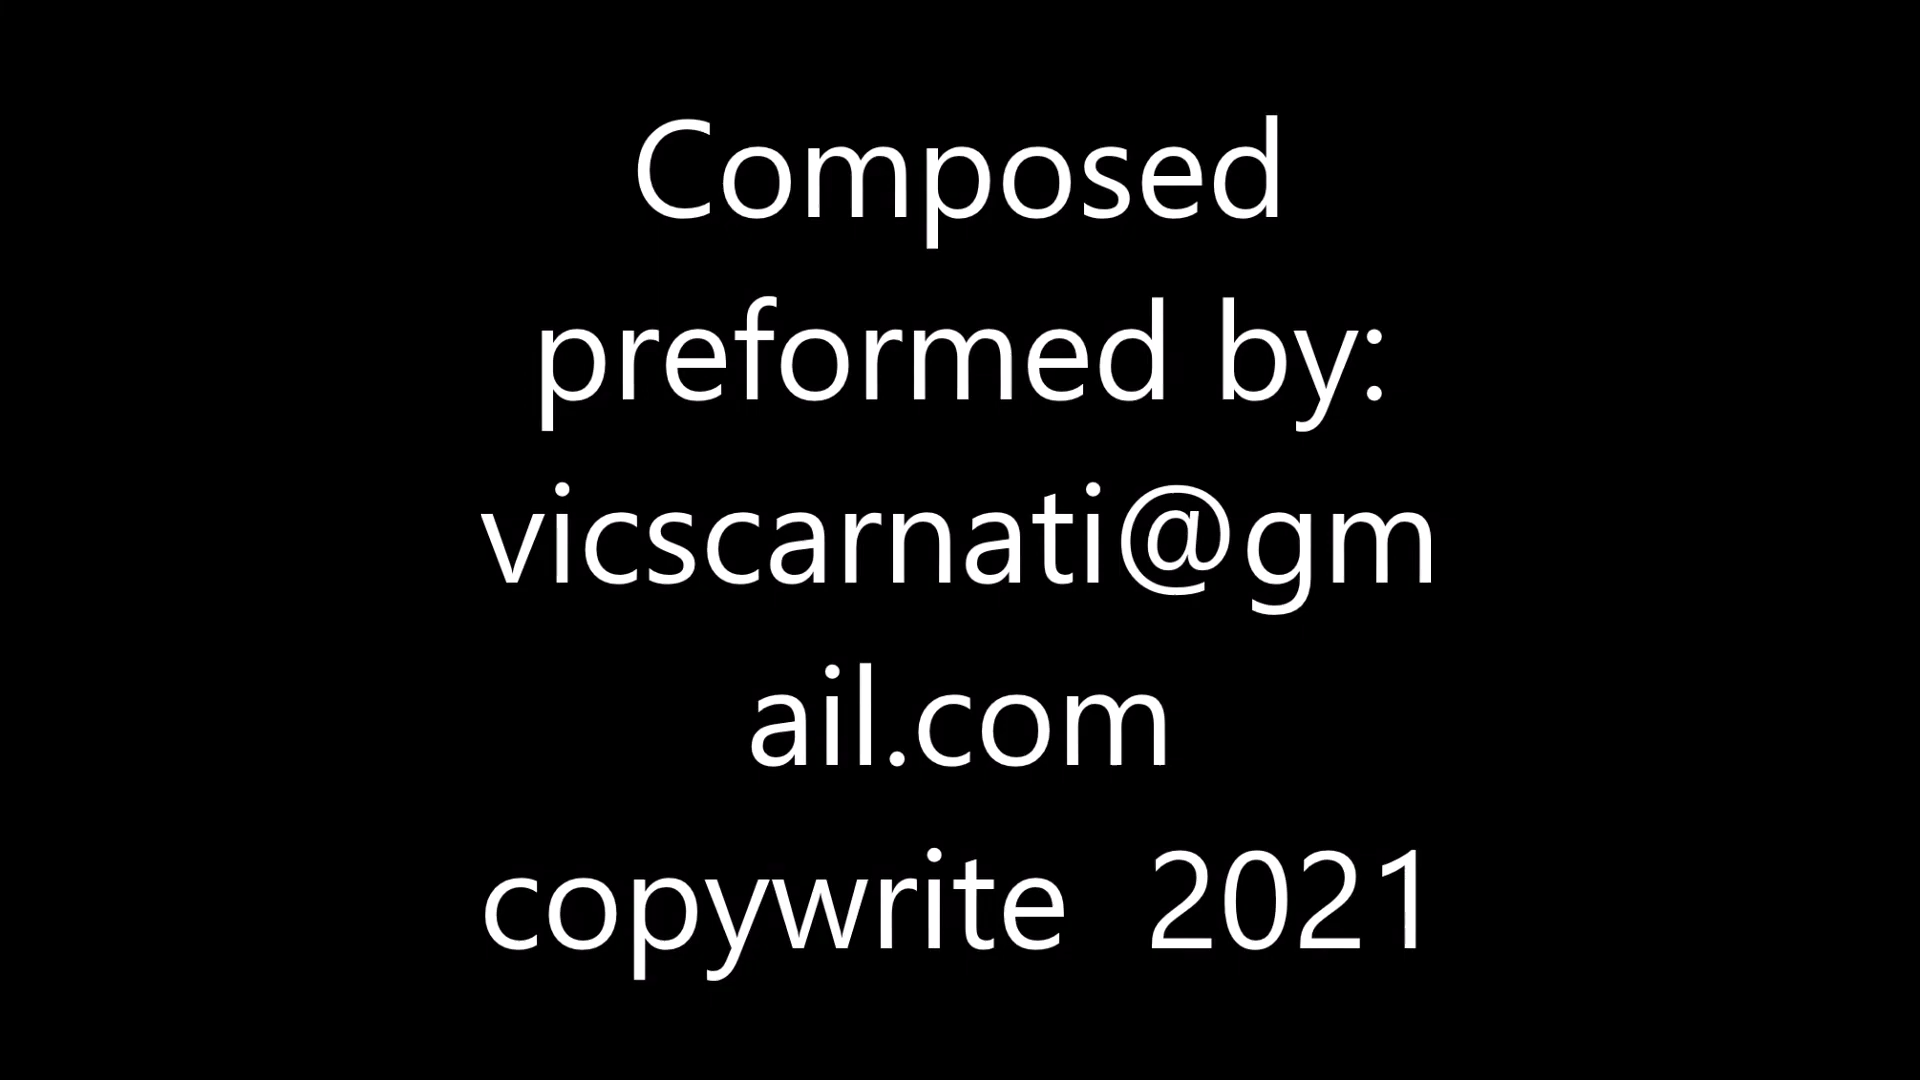 Composed
preformed by:
vicscarnati@gm
ail.com
copywrite  2021